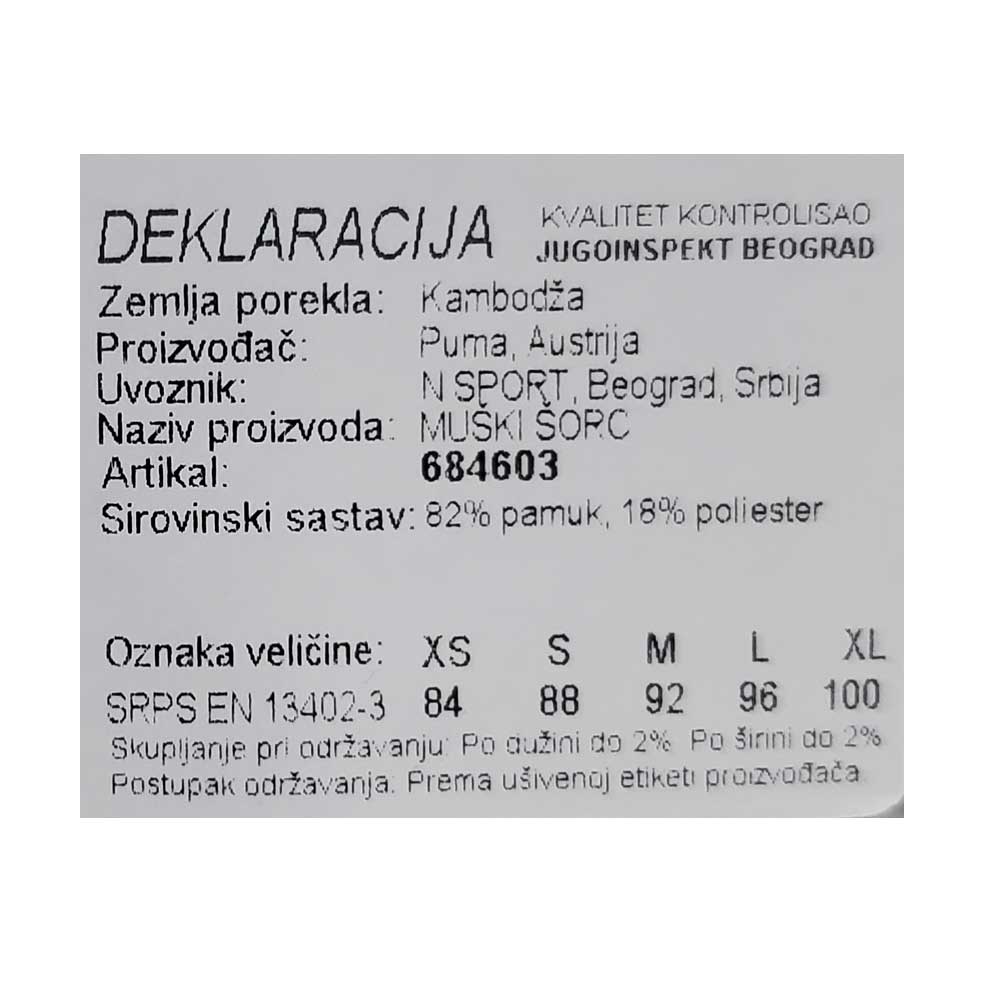 DEKLARACIJA
KVALITET KONTROLISAO
JUGOINSPEKT BEOGRAD
Zemlja porekla: Kambodža
Proizvođač: Puma, Austrija
Uvoznik: N SPORT, Beograd, Srbija
Naziv proizvoda: MUŠKI ŠORC
Artikal: 684603
Sirovinski sastav: 82% pamuk, 18% poliester
Oznaka veličine: XS S M L XL
SRPS EN 13402-3 84 88 92 96 100
Skupljanje pri održavanju: Po dužini do 2% Po širini do 2%
Postupak održavanja: Prema ušivenoj etiketi proizvođača.